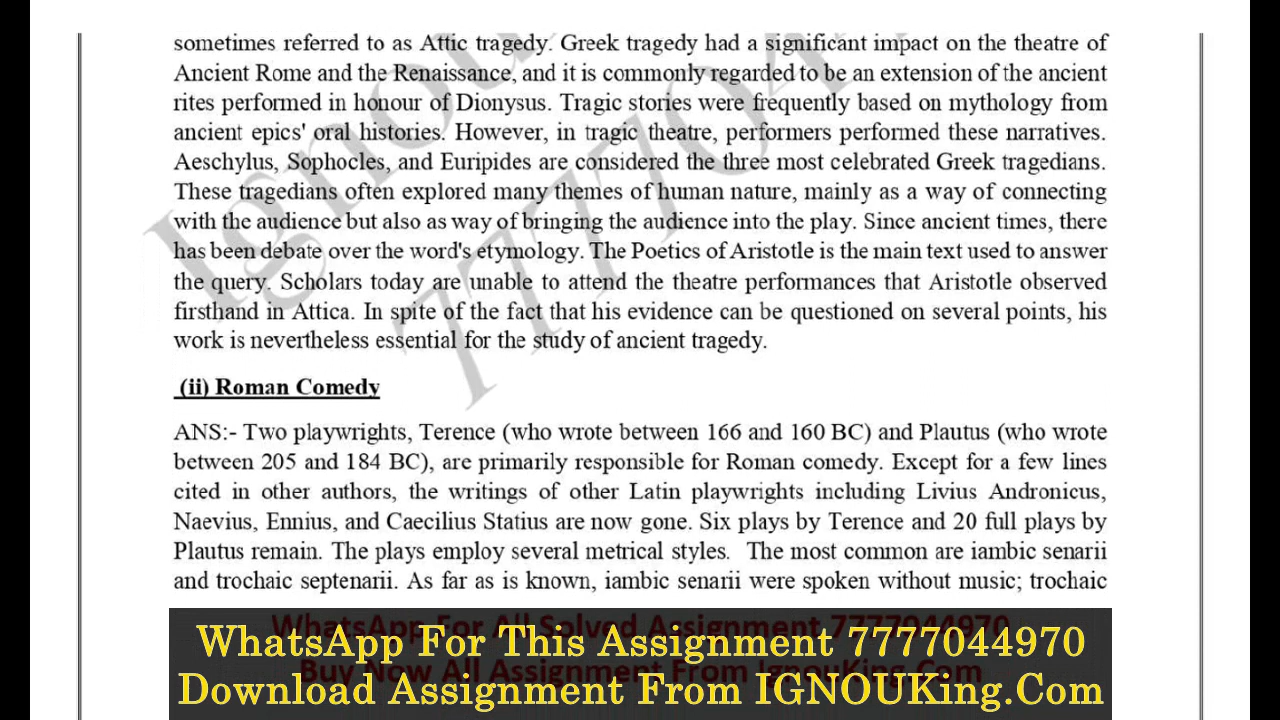 sometimes referred to as Attic tragedy. Greek tragedy had a significant impact on the theatre of
Ancient Rome and the Renaissance, and it is commonly regarded to be an extension of the ancient
rites performed in honour of Dionysus. Tragic stories were frequently based on mythology from
ancient epics' oral histories. However, in tragic theatre, performers performed these narratives.
Aeschylus, Sophocles, and Euripides are considered the three most celebrated Greek tragedians.
These tragedians often explored many themes of human nature, mainly as a way of connecting
with the audience but also as way of bringing the audience into the play. Since ancient times, there
has been debate over the word's etymology. The Poetics of Aristotle is the main text used to answer
the query. Scholars today are unable to attend the theatre performances that Aristotle observed
firsthand in Attica. In spite of the fact that his evidence can be questioned on several points, his
work is nevertheless essential for the study of ancient tragedy.
(ii) Roman Comedy
ANS:- Two playwrights, Terence (who wrote between 166 and 160 BC) and Plautus (who wrote
between 205 and 184 BC), are primarily responsible for Roman comedy. Except for a few lines
cited in other authors, the writings of other Latin playwrights including Livius Andronicus,
Naevius, Ennius, and Caecilius Statius are now gone. Six plays by Terence and 20 full plays by
Plautus remain. The plays employ several metrical styles. The most common are iambic senarii
and trochaic septenarii. As far as is known, iambic senarii were spoken without music; trochaic
WhatsApp For All Solved Assignment 7777044970
WhatsApp For This Assignment 7777044970
Buy Now All Assignment From IgnouKing.Com
Download Assignment From IGNOUKing.Com